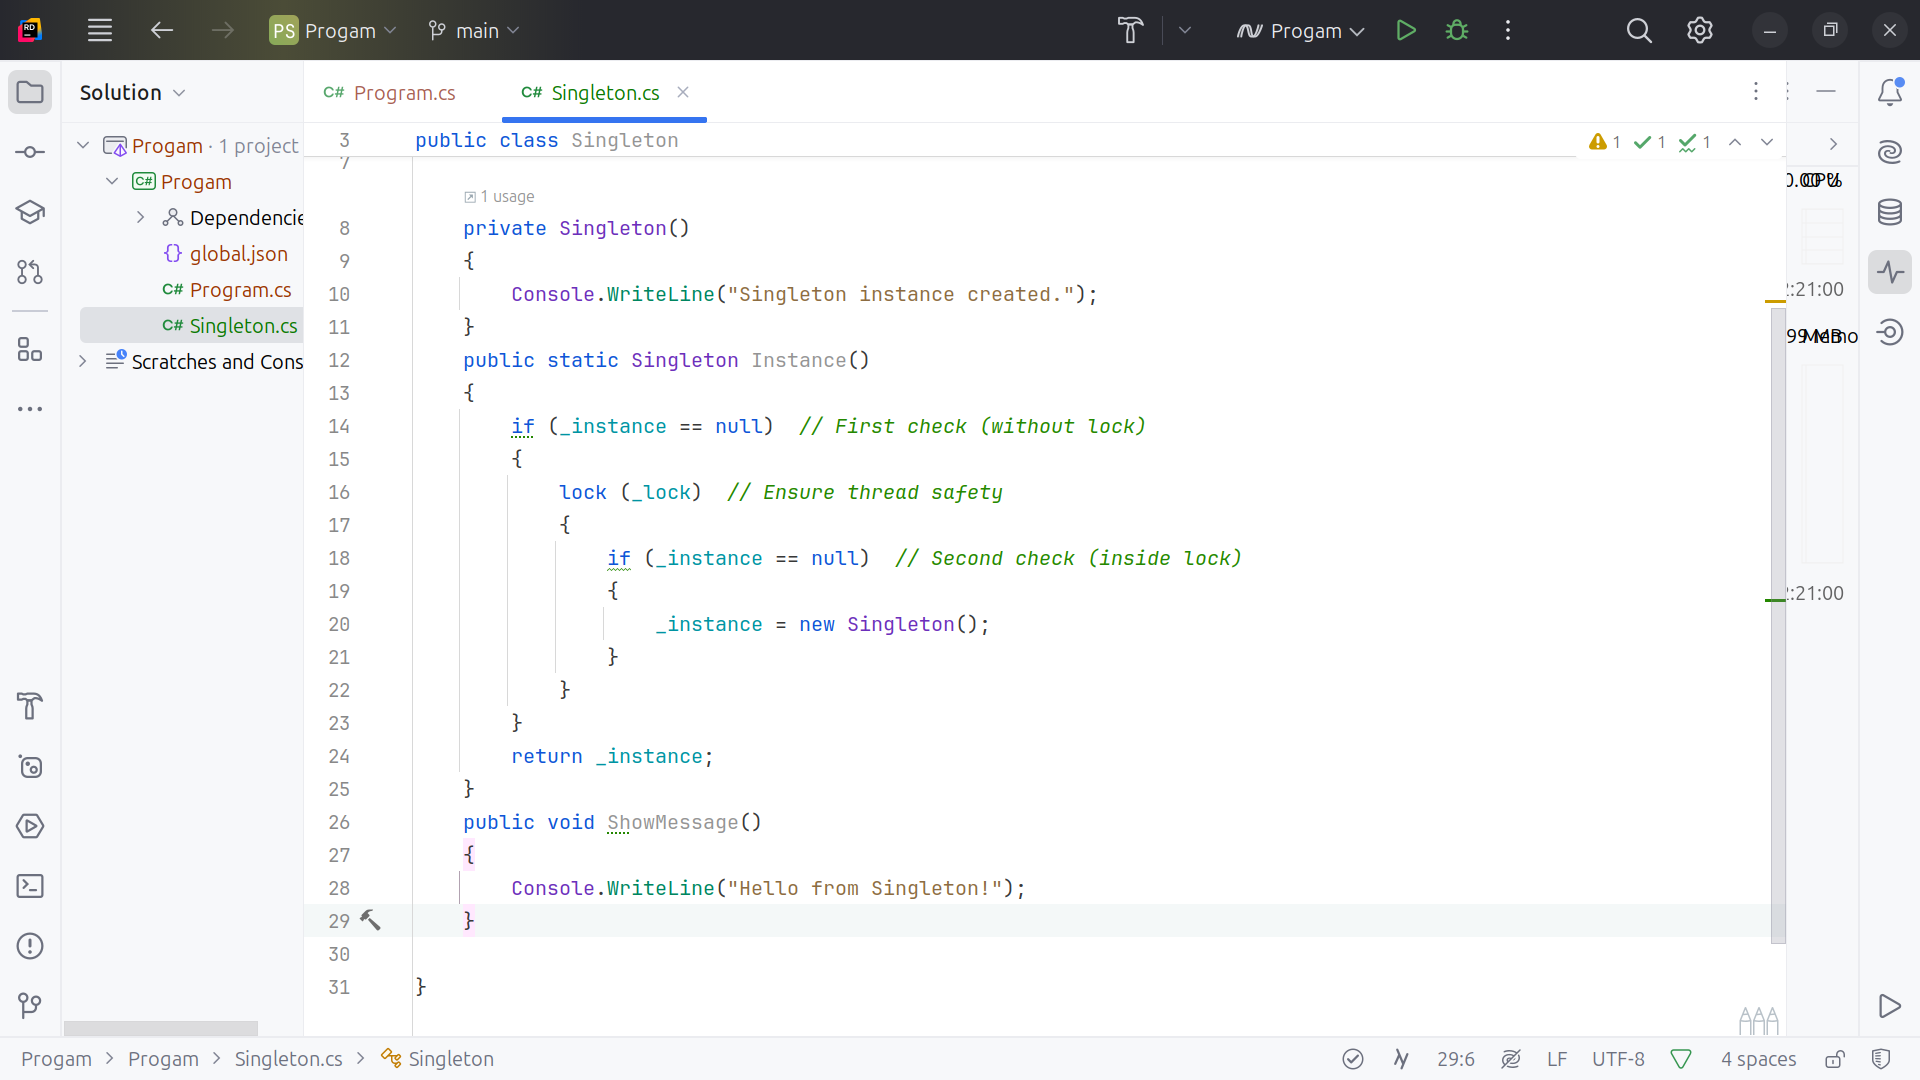 PS Progam main Progam
Solution
C# Program.cs C# Singleton.cs
3 public class Singleton
1 1 1
Progam · 1 project
Progam
Dependencie
global.json
C# Program.cs
C# Singleton.cs
Scratches and Cons
7
1 usage
8 private Singleton()
9 {
10 Console.WriteLine("Singleton instance created.");
11 }
12 public static Singleton Instance()
13 {
14 if (_instance == null)  // First check (without lock)
15 {
16 lock (_lock)  // Ensure thread safety
17 {
18 if (_instance == null)  // Second check (inside lock)
19 {
20 _instance = new Singleton();
21 }
22 }
23 }
24 return _instance;
25 }
26 public void ShowMessage()
27 {
28 Console.WriteLine("Hello from Singleton!");
29 }
30
31 }
:21:00
:21:00
Progam > Progam > Singleton.cs > Singleton
29:6 LF UTF-8 4 spaces